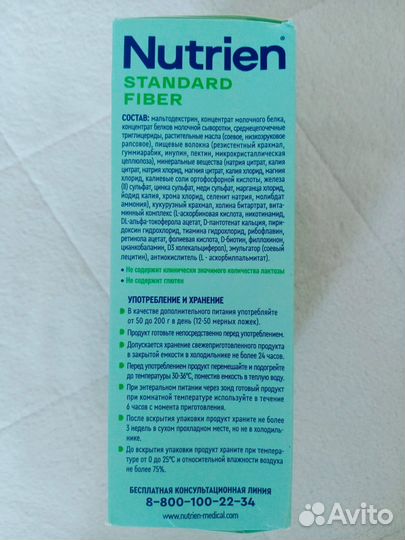 Nutrien®
STANDARD
FIBER
СОСТАВ: мальтодекстрин, концентрат молочного белка,
концентрат белков молочной сыворотки, среднецепочечные
триглицериды, растительные масла (соевое, низкоруковое
рапсовое), пищевые волокна (резистентный крахмал,
гуммиарабик, инулин, пектин, микрокристаллическая
целлюлоза), минеральные вещества (натрия цитрат, калия
цитрат, натрия хлорид, магния цитрат, калия хлорид, магния
хлорид, калиевые соли ортофосфорной кислоты, железа
(II) сульфат, цинка сульфат, меди сульфат, марганца хлорид,
йодид калия, хрома хлорид, селенит натрия, молибдат
аммония), кукурузный крахмал, холина битартрат, вита-
минный комплекс (L-аскорбиновая кислота, никотинамид,
DL-альфа-токоферола ацетат, D-пантотенат кальция, пири-
доксин гидрохлорид, тиамина гидрохлорид, рибофлавин,
ретинола ацетат, фолиевая кислота, D-биотин, филлохинон,
цианкобаламин, D3 холекальциферол), эмульгатор (соевый
лецитин), антиокислитель (L - аскорбилпальмитат).
• Не содержит клинически значимого количества лактозы
• Не содержит глютен
УПОТРЕБЛЕНИЕ И ХРАНЕНИЕ
В качестве дополнительного питания употребляйте
от 50 до 200 г в день (12-50 мерных ложек).
Продукт готовьте непосредственно перед употреблением.
Допускается хранение свежеприготовленного продукта
в закрытой емкости в холодильнике не более 24 часов.
Перед употреблением продукт перемешайте и подогрейте
до температуры 30-36°С, поместив емкость в теплую воду.
При энтеральном питании через зонд готовый продукт
при комнатной температуре используйте в течение
6 часов с момента приготовления.
После вскрытия упаковки продукт храните не более
3 недель в сухом прохладном месте, но не в холодиль-
нике.
До вскрытия упаковки продукт храните при темпера-
туре от 0 до 25°С и относительной влажности воздуха
не более 75%.
БЕСПЛАТНАЯ КОНСУЛЬТАЦИОННАЯ ЛИНИЯ
8-800-100-22-34
www.nutrien-medical.com
Avito